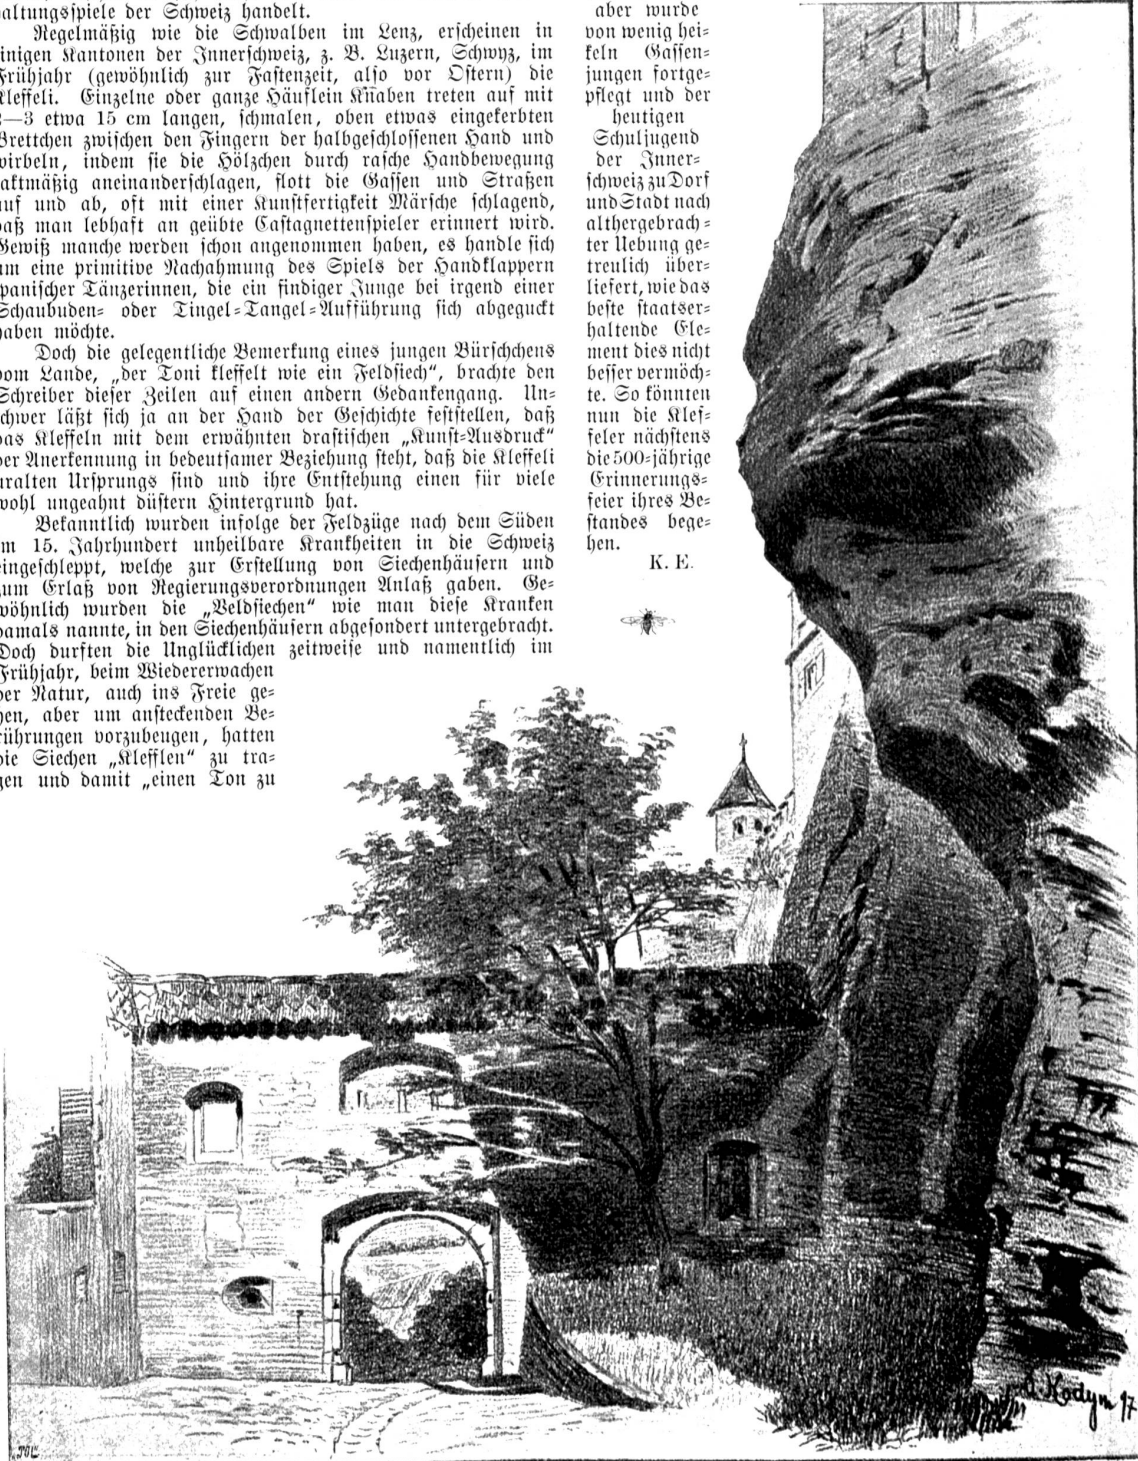 altungsspiele der Schweiz handelt.
Regelmäßig wie die Schwalben im Lenz, erscheinen in
inigen Kantonen der Innerschweiz, z. B. Luzern, Schwyz, im
Frühjahr (gewöhnlich zur Fastenzeit, also vor Ostern) die
Kleffeli. Einzelne oder ganze Häuflein Knaben treten auf mit
2—3 etwa 15 cm langen, schmalen, oben etwas eingekerbten
Brettchen zwischen den Fingern der halbgeschlossenen Hand und
wirbeln, indem sie die Hölzchen durch rasche Handbewegung
aktmäßig aneinanderschlagen, flott die Gassen und Straßen
auf und ab, oft mit einer Kunstfertigkeit Märsche schlagend,
daß man lebhaft an geübte Castagnettenspieler erinnert wird.
Gewiß manche werden schon angenommen haben, es handle sich
um eine primitive Nachahmung des Spiels der Handklappern
spanischer Tänzerinnen, die ein findiger Junge bei irgend einer
Schaubuden= oder Tingel=Tangel=Aufführung sich abgeguckt
haben möchte.
Doch die gelegentliche Bemerkung eines jungen Bürschchens
vom Lande, „der Toni kleffelt wie ein Feldsiech“, brachte den
Schreiber dieser Zeilen auf einen andern Gedankengang. Un=
schwer läßt sich ja an der Hand der Geschichte feststellen, daß
das Kleffeln mit dem erwähnten drastischen „Kunst=Ausdruck“
der Anerkennung in bedeutsamer Beziehung steht, daß die Kleffeli
uralten Ursprungs sind und ihre Entstehung einen für viele
wohl ungeahnt düstern Hintergrund hat.
Bekanntlich wurden infolge der Feldzüge nach dem Süden
im 15. Jahrhundert unheilbare Krankheiten in die Schweiz
eingeschleppt, welche zur Erstellung von Siechenhäusern und
zum Erlaß von Regierungsverordnungen Anlaß gaben. Ge=
wöhnlich wurden die „Veldsiechen“ wie man diese Kranken
damals nannte, in den Siechenhäusern abgesondert untergebracht.
Doch durften die Unglücklichen zeitweise und namentlich im
Frühjahr, beim Wiedererwachen
der Natur, auch ins Freie ge=
hen, aber um ansteckenden Be=
rührungen vorzubeugen, hatten
die Siechen „Klefflen“ zu tra=
gen und damit „einen Ton zu
aber wurde
von wenig hei=
keln Gassen=
jungen fortge=
pflegt und der
heutigen
Schuljugend
der Inner=
schweiz zu Dorf
und Stadt nach
althergebrach=
ter Uebung ge=
treulich über=
liefert, wie das
beste staatser=
haltende Ele=
ment dies nicht
besser vermöch=
te. So könnten
nun die Klef=
feler nächstens
die 500=jährige
Erinnerungs=
feier ihres Be=
standes bege=
hen.
K. E.
A. Kodym 97